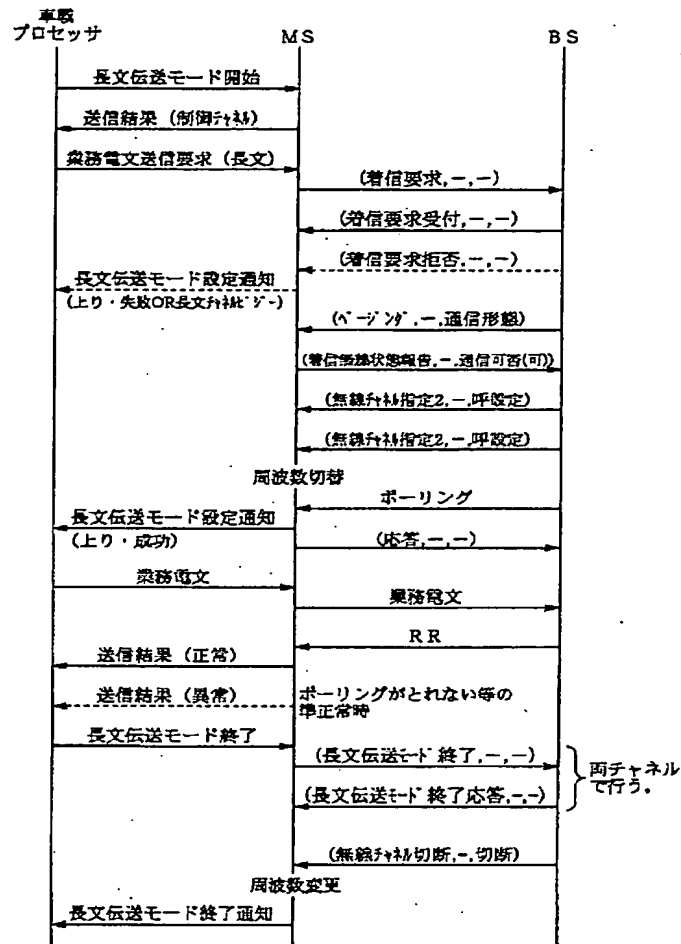 車載
プロセッサ
MS
BS
長文伝送モード開始
送信結果（制御ﾁｬﾈﾙ）
業務電文送信要求（長文）
（着信要求,－,－）
（着信要求受付,－,－）
（着信要求拒否,－,－）
長文伝送モード設定通知
（上り・失敗OR長文ﾁｬﾈﾙﾋﾞｼﾞｰ）
（ﾍﾟｰｼﾞﾝｸﾞ,－,通信形態）
（着信無線状態報告,－,通信可否(可)）
（無線ﾁｬﾈﾙ指定2,－,呼設定）
（無線ﾁｬﾈﾙ指定2,－,呼設定）
周波数切替
ポーリング
長文伝送モード設定通知
（上り・成功）
（応答,－,－）
業務電文
業務電文
RR
送信結果（正常）
送信結果（異常）
ポーリングがとれない等の
準正常時
長文伝送モード終了
（長文伝送ﾓｰﾄﾞ終了,－,－）
（長文伝送ﾓｰﾄﾞ終了応答,－,－）
両チャネル
で行う。
（無線ﾁｬﾈﾙ切断,－,切断）
周波数変更
長文伝送モード終了通知